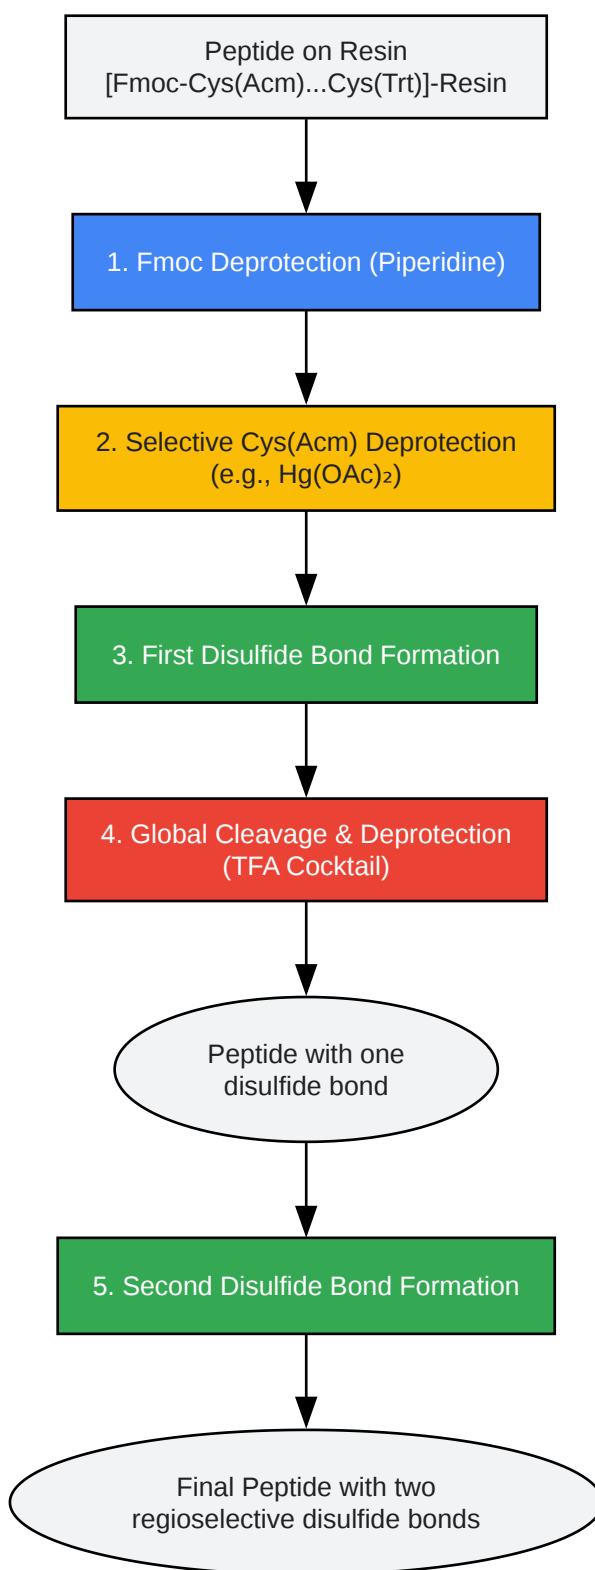 Peptide on Resin
[Fmoc-Cys(Acm)...Cys(Trt)]-Resin
1. Fmoc Deprotection (Piperidine)
2. Selective Cys(Acm) Deprotection
(e.g., Hg(OAc)₂)
3. First Disulfide Bond Formation
4. Global Cleavage & Deprotection
(TFA Cocktail)
Peptide with one
disulfide bond
5. Second Disulfide Bond Formation
Final Peptide with two
regioselective disulfide bonds